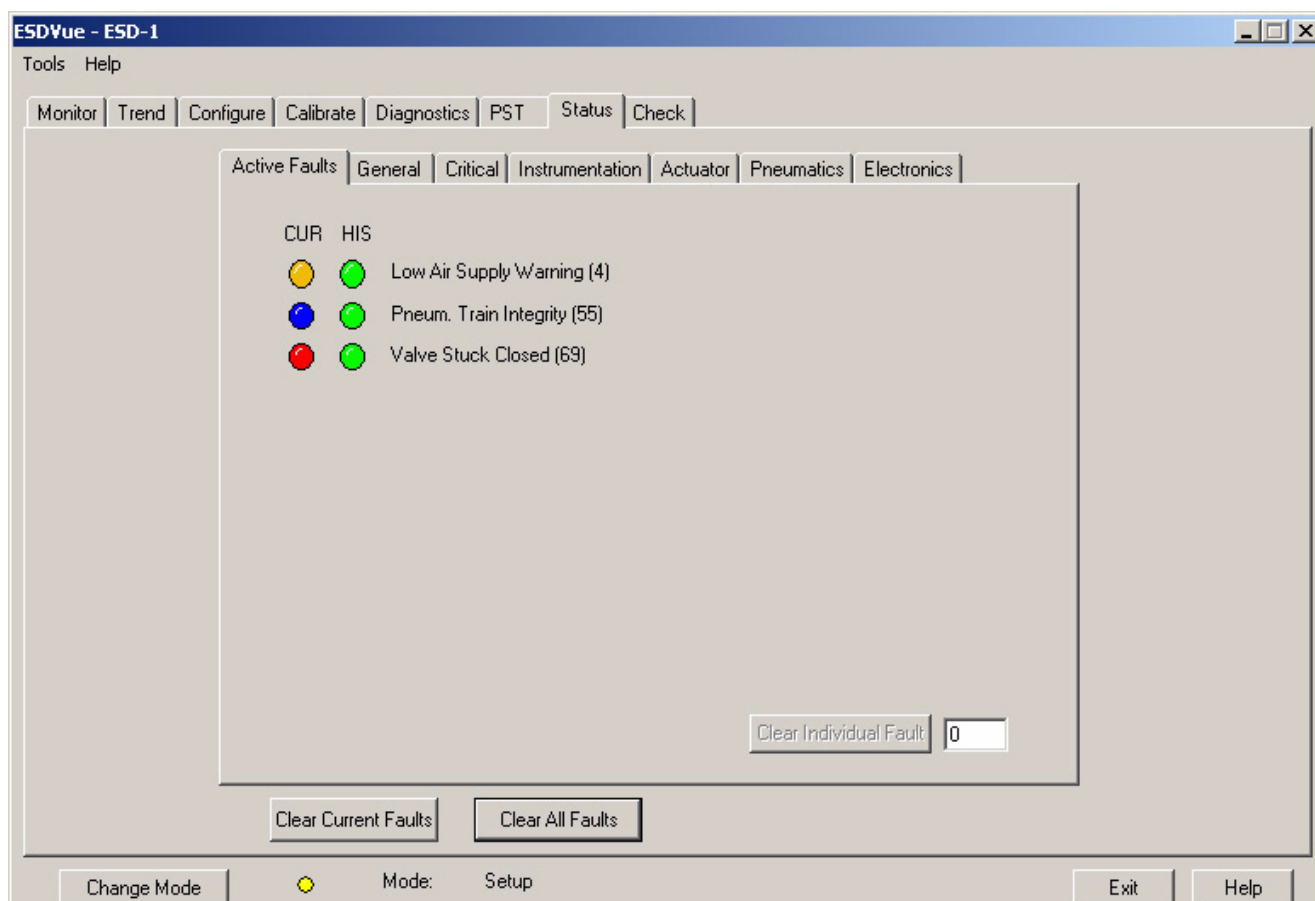 ESDVue - ESD-1
Tools Help
Monitor Trend Configure Calibrate Diagnostics PST Status Check
Active Faults General Critical Instrumentation Actuator Pneumatics Electronics
CUR HIS
Low Air Supply Warning (4)
Pneum. Train Integrity (55)
Valve Stuck Closed (69)
Clear Individual Fault 0
Clear Current Faults Clear All Faults
Change Mode Mode: Setup Exit Help